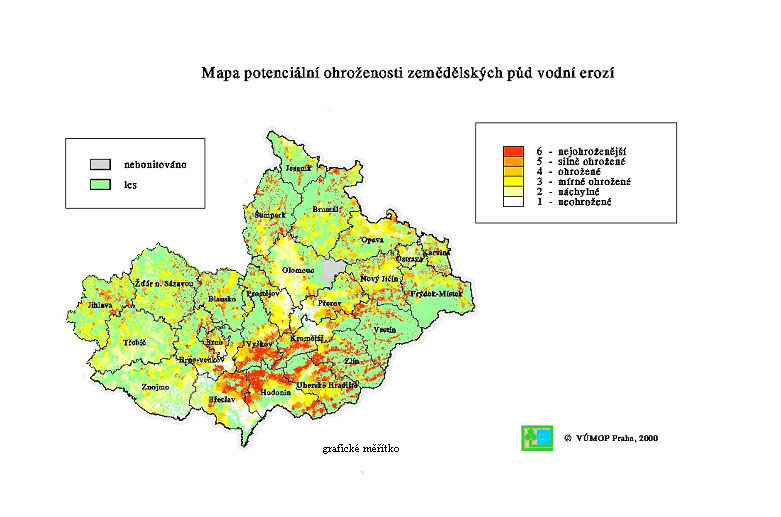 Mapa potenciální ohroženosti zemědělských půd vodní erozí
nebonitováno
les
6 - nejohroženější
5 - silně ohrožené
4 - ohrožené
3 - mírně ohrožené
2 - náchylné
1 - neohrožené
Jeseník
Šumperk
Bruntál
Opava
Karviná
Ostrava
Olomouc
Nový Jičín
Frýdek-Místek
Žďár n. Sázavou
Prostějov
Jihlava
Blansko
Přerov
Vsetín
Třebíč
Brno
Vyškov
Kroměříž
Brno-venkov
Zlín
Znojmo
Uherské Hradiště
Hodonín
Břeclav
© VÚMOP Praha, 2000
grafické měřítko